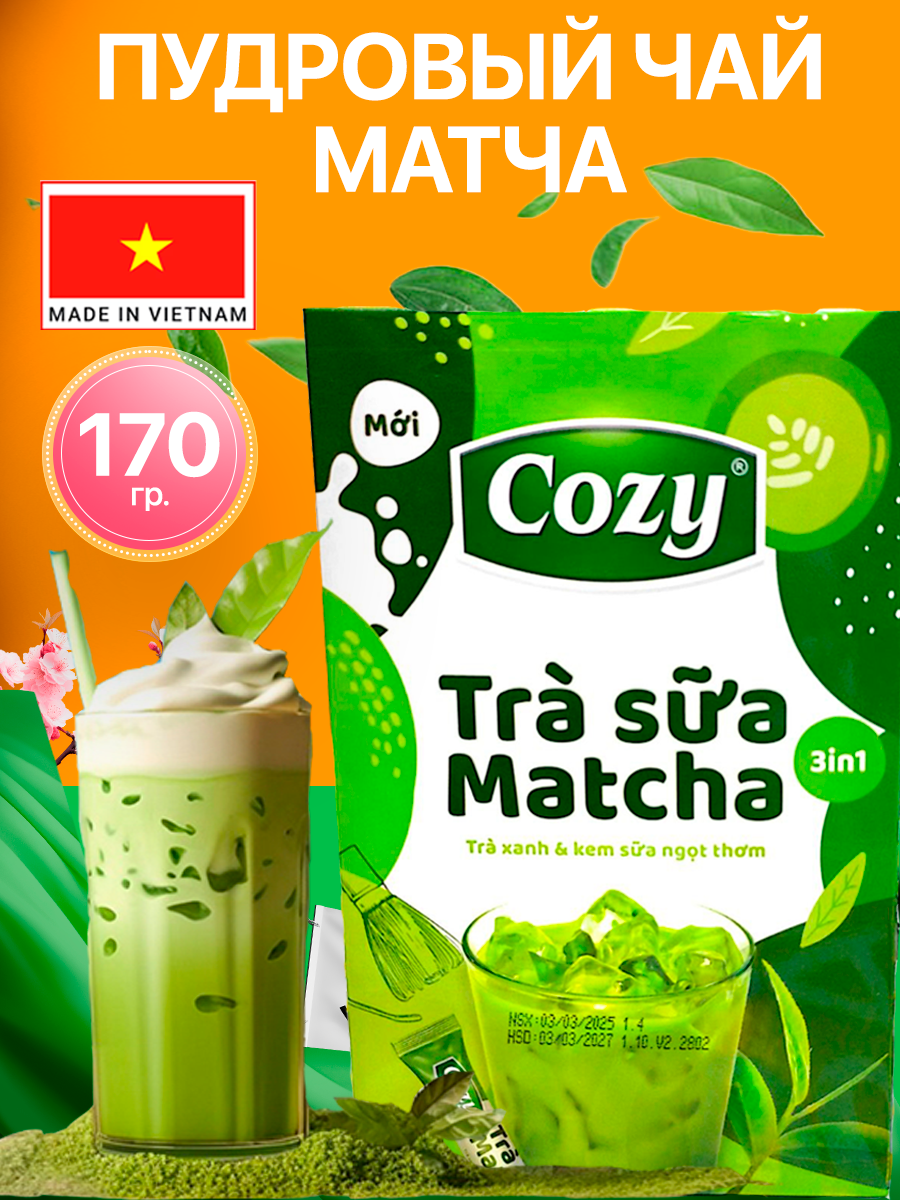 ПУДРОВЫЙ ЧАЙ
МАТЧА
MADE IN VIETNAM
170
гр.
Mới
Cozy®
Trà sữa
Matcha
3in1
Trà xanh & kem sữa ngọt thơm
NSX:03/03/2025 1.4
HSD:03/03/2027 1.10.V2.2802
Trà